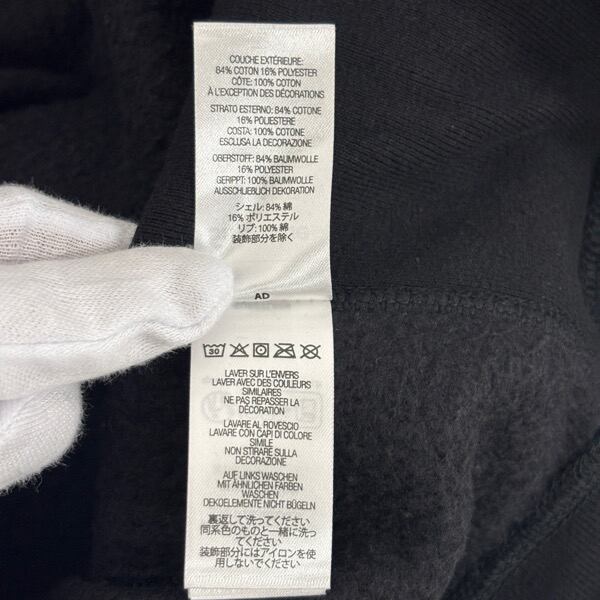 COUCHE EXTÉRIEURE:
84% COTON 16% POLYESTER
CÔTE: 100% COTON
À L'EXCEPTION DES DÉCORATIONS
STRATO ESTERNO: 84% COTONE
16% POLIESTERE
COSTA: 100% COTONE
ESCLUSA LA DECORAZIONE
OBERSTOFF: 84% BAUMWOLLE
16% POLYESTER
GERIPPT: 100% BAUMWOLLE
AUSSCHLIEßLICH DEKORATION
シェル: 84% 綿
16% ポリエステル
リブ: 100% 綿
装飾部分を除く
AD
30
LAVER SUR L'ENVERS
LAVER AVEC DES COULEURS
SIMILAIRES
NE PAS REPASSER LA
DÉCORATION
LAVARE AL ROVESCIO
LAVARE CON CAPI DI COLORE
SIMILE
NON STIRARE SULLA
DECORAZIONE
AUF LINKS WASCHEN
MIT ÄHNLICHEN FARBEN
WASCHEN
DEKOELEMENTE NICHT BÜGELN
裏返して洗ってください
同系色のものと一緒に洗っ
てください
装飾部分にはアイロンを使
用しないでください